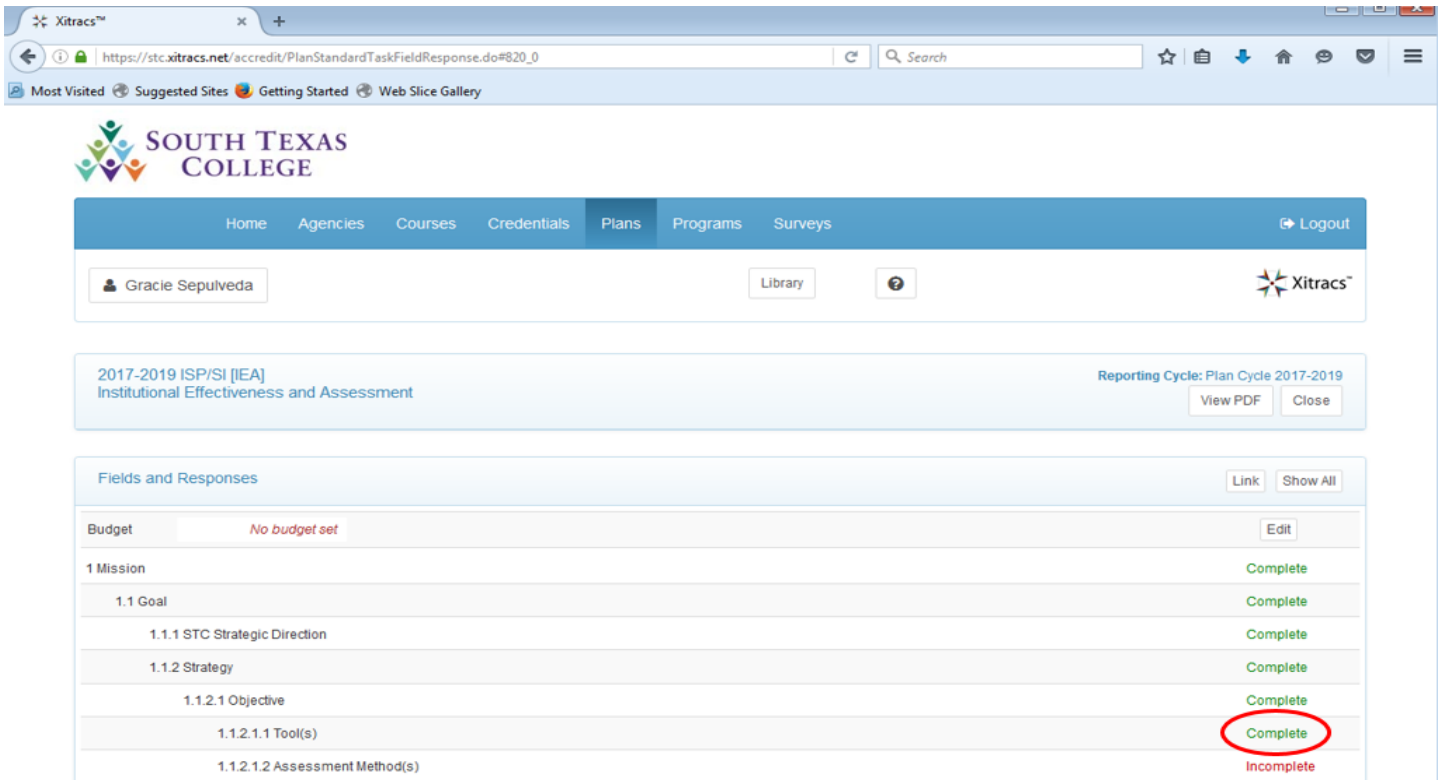 Xitracs™
https://stc.xitracs.net/accredit/PlanStandardTaskFieldResponse.do#820_0
Search
Most Visited Suggested Sites Getting Started Web Slice Gallery
SOUTH TEXAS
COLLEGE
Home Agencies Courses Credentials Plans Programs Surveys Logout
Gracie Sepulveda Library Xitracs™
2017-2019 ISP/SI [IEA] Reporting Cycle: Plan Cycle 2017-2019
Institutional Effectiveness and Assessment
View PDF Close
Fields and Responses Link Show All
Budget No budget set Edit
1 Mission Complete
1.1 Goal Complete
1.1.1 STC Strategic Direction Complete
1.1.2 Strategy Complete
1.1.2.1 Objective Complete
1.1.2.1.1 Tool(s) Complete
1.1.2.1.2 Assessment Method(s) Incomplete